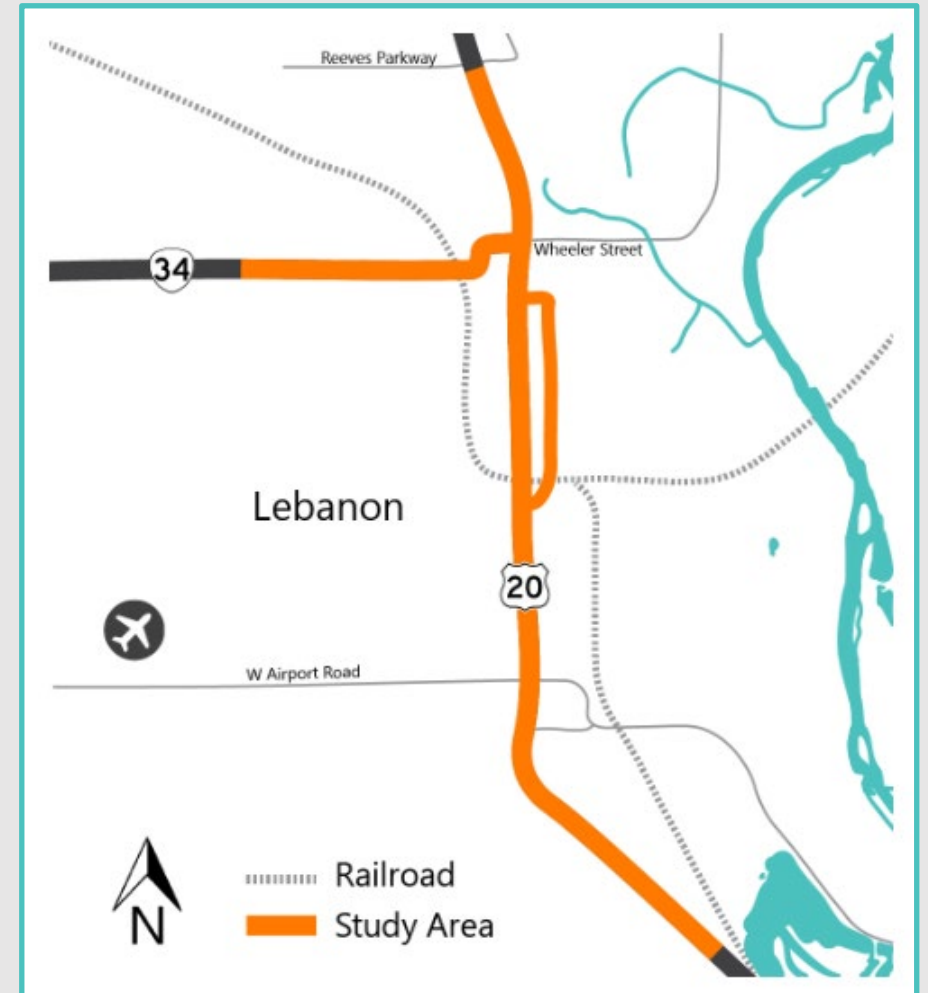 Reeves Parkway
Wheeler Street
34
Lebanon
20
W Airport Road
N
Railroad
Study Area